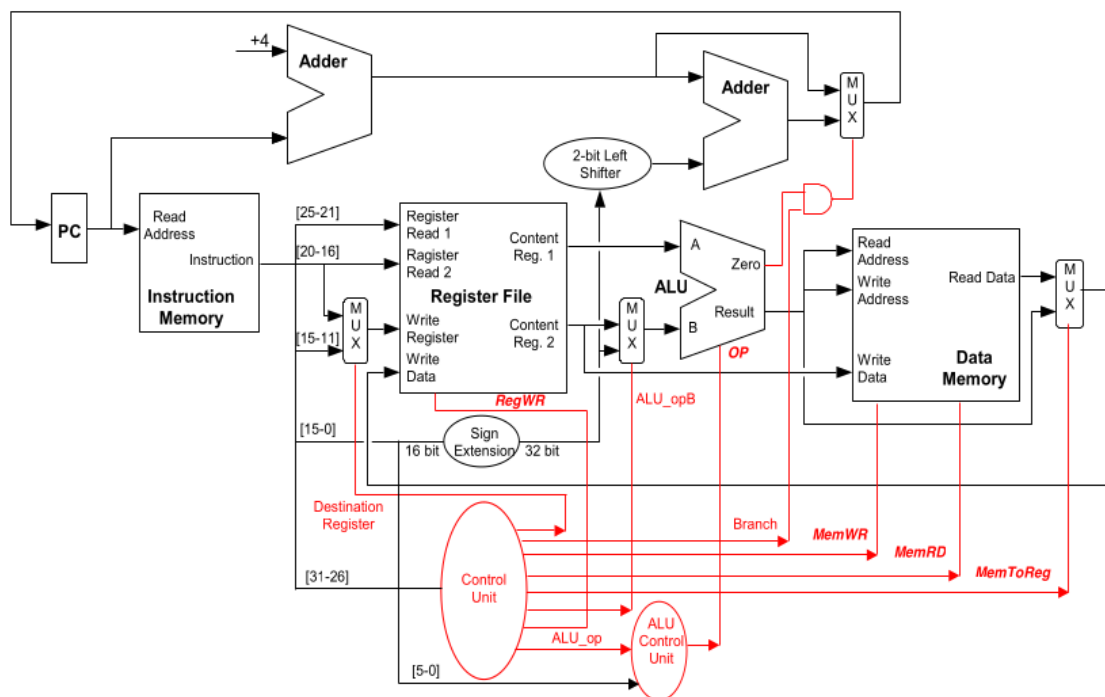 +4
Adder
Adder
M
U
X
2-bit Left
Shifter
PC
Read
Address
Instruction
Instruction
Memory
[25-21]
[20-16]
[15-11]
M
U
X
Register
Read 1
Ragister
Read 2
Register File
Write
Register
Write
Data
Content
Reg. 1
Content
Reg. 2
RegWR
M
U
X
A
ALU
B
Zero
Result
OP
ALU_opB
Read
Address
Write
Address
Write
Data
Read Data
Data
Memory
M
U
X
[15-0]
16 bit
Sign
Extension
32 bit
Destination
Register
Branch
MemWR
MemRD
MemToReg
[31-26]
Control
Unit
ALU_op
ALU
Control
Unit
[5-0]